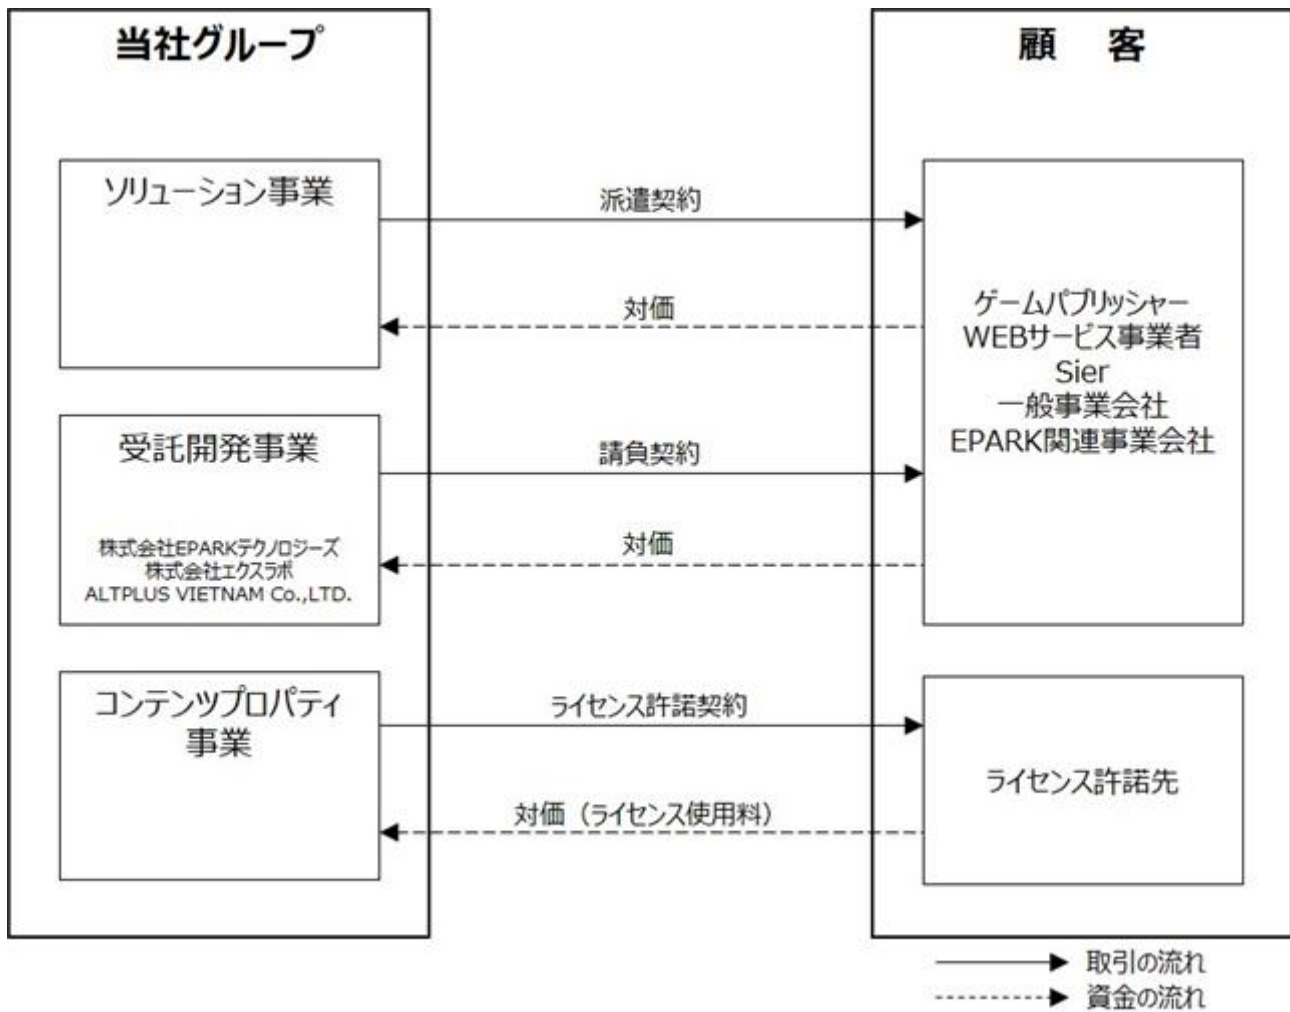 当社グループ
顧 客
ソリューション事業
派遣契約
対価
ゲームパブリッシャー
WEBサービス事業者
Sier
一般事業会社
EPARK関連事業会社
受託開発事業
株式会社EPARKテクノロジーズ
株式会社エクスラボ
ALTPLUS VIETNAM Co.,LTD.
請負契約
対価
コンテンツプロパティ
事業
ライセンス許諾契約
対価（ライセンス使用料）
ライセンス許諾先
取引の流れ
資金の流れ